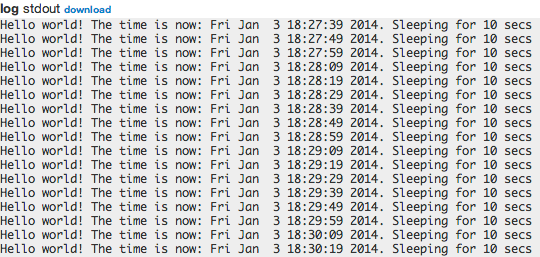 log stdout download
Hello world! The time is now: Fri Jan  3 18:27:39 2014. Sleeping for 10 secs
Hello world! The time is now: Fri Jan  3 18:27:49 2014. Sleeping for 10 secs
Hello world! The time is now: Fri Jan  3 18:27:59 2014. Sleeping for 10 secs
Hello world! The time is now: Fri Jan  3 18:28:09 2014. Sleeping for 10 secs
Hello world! The time is now: Fri Jan  3 18:28:19 2014. Sleeping for 10 secs
Hello world! The time is now: Fri Jan  3 18:28:29 2014. Sleeping for 10 secs
Hello world! The time is now: Fri Jan  3 18:28:39 2014. Sleeping for 10 secs
Hello world! The time is now: Fri Jan  3 18:28:49 2014. Sleeping for 10 secs
Hello world! The time is now: Fri Jan  3 18:28:59 2014. Sleeping for 10 secs
Hello world! The time is now: Fri Jan  3 18:29:09 2014. Sleeping for 10 secs
Hello world! The time is now: Fri Jan  3 18:29:19 2014. Sleeping for 10 secs
Hello world! The time is now: Fri Jan  3 18:29:29 2014. Sleeping for 10 secs
Hello world! The time is now: Fri Jan  3 18:29:39 2014. Sleeping for 10 secs
Hello world! The time is now: Fri Jan  3 18:29:49 2014. Sleeping for 10 secs
Hello world! The time is now: Fri Jan  3 18:29:59 2014. Sleeping for 10 secs
Hello world! The time is now: Fri Jan  3 18:30:09 2014. Sleeping for 10 secs
Hello world! The time is now: Fri Jan  3 18:30:19 2014. Sleeping for 10 secs